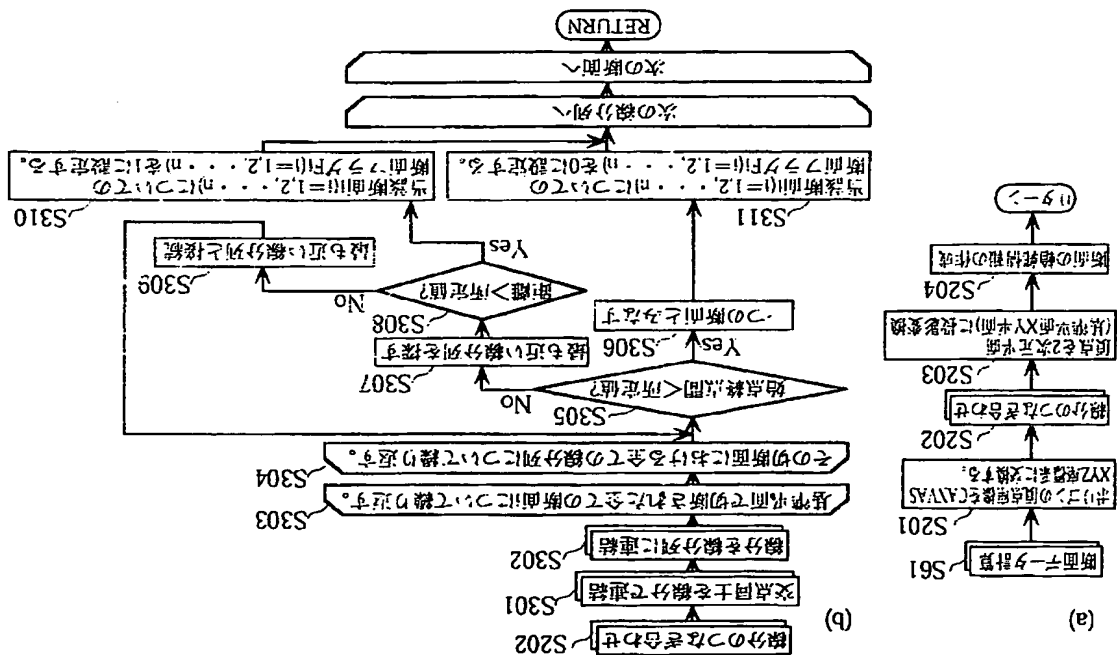 (a)
断面データ計算
S61
ポリゴンの頂点座標をCANVAS
XYZ座標系に変換する。
S201
線分のつなぎ合わせ
S202
頂点を2次元平面
(基準平面XY平面)に投影変換
S203
断面の輪郭情報の作成
S204
リターン
(b)
線分のつなぎ合わせ
S202
交点同士を線分で連結
S301
線分を線分列に連結
S302
基準平面で切断された全ての断面について繰り返す。
S303
その切断面における全ての線分列について繰り返す。
S304
始点終点間<所定値?
S305
No
Yes
一つの断面とみなす
S306
最も近い線分列を探す
S307
距離>所定値?
S308
No
Yes
最も近い線分列と接続
S309
当該断面i(i=1,2,・・・・n)についての
断面フラグFi(i=1,2,・・・・n)を1に設定する。
S310
当該断面i(i=1,2,・・・・n)についての
断面フラグFi(i=1,2,・・・・n)を0に設定する。
S311
次の線分列へ
次の断面へ
RETURN